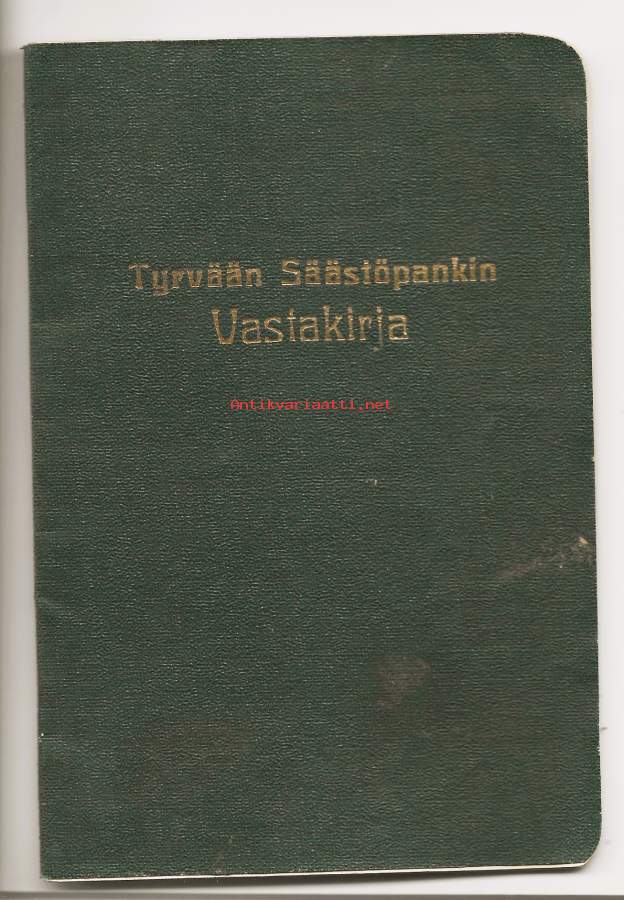 Tyrvään Säästöpankin
Vastakirja
Antikvariaatti.net